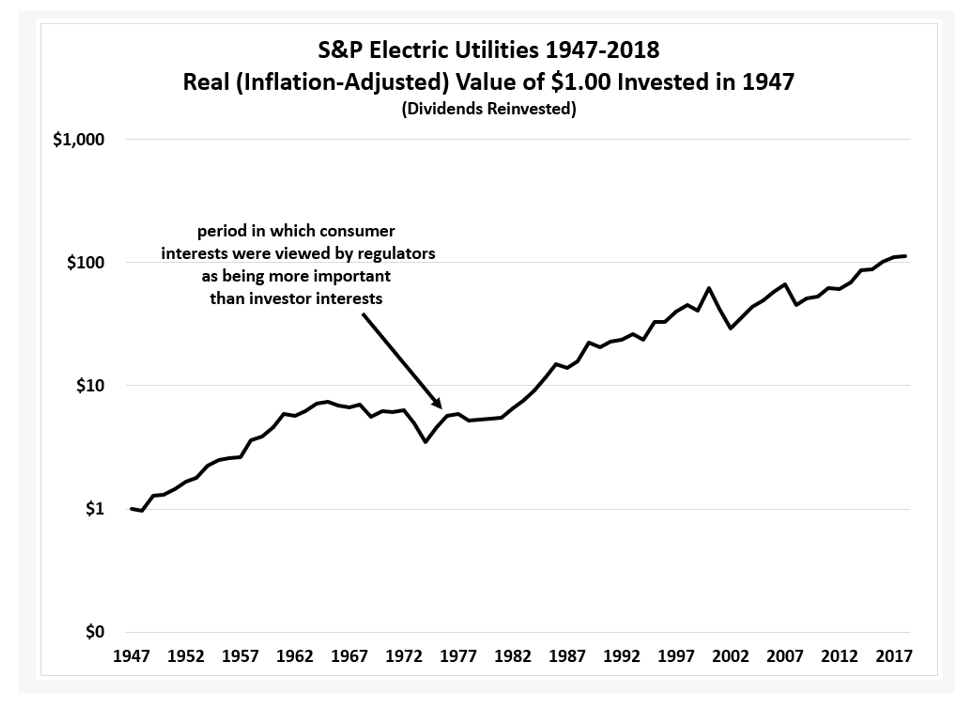 S&P Electric Utilities 1947-2018
Real (Inflation-Adjusted) Value of $1.00 Invested in 1947
(Dividends Reinvested)
$1,000
period in which consumer
interests were viewed by regulators
as being more important
than investor interests
$100
$10
$1
$0
1947 1952 1957 1962 1967 1972 1977 1982 1987 1992 1997 2002 2007 2012 2017